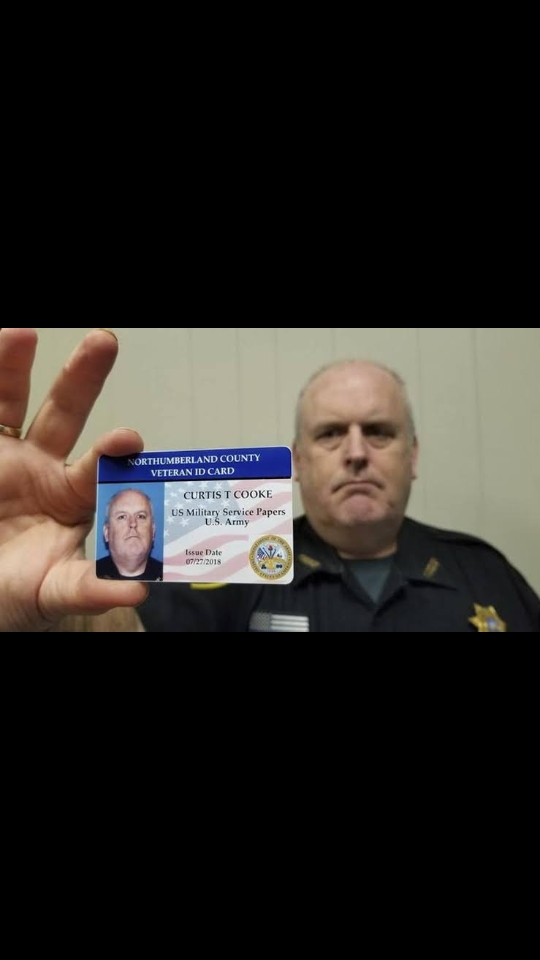 NORTHUMBERLAND COUNTY
VETERAN ID CARD
CURTIS T COOKE
US Military Service Papers
U.S. Army
Issue Date
07/27/2018